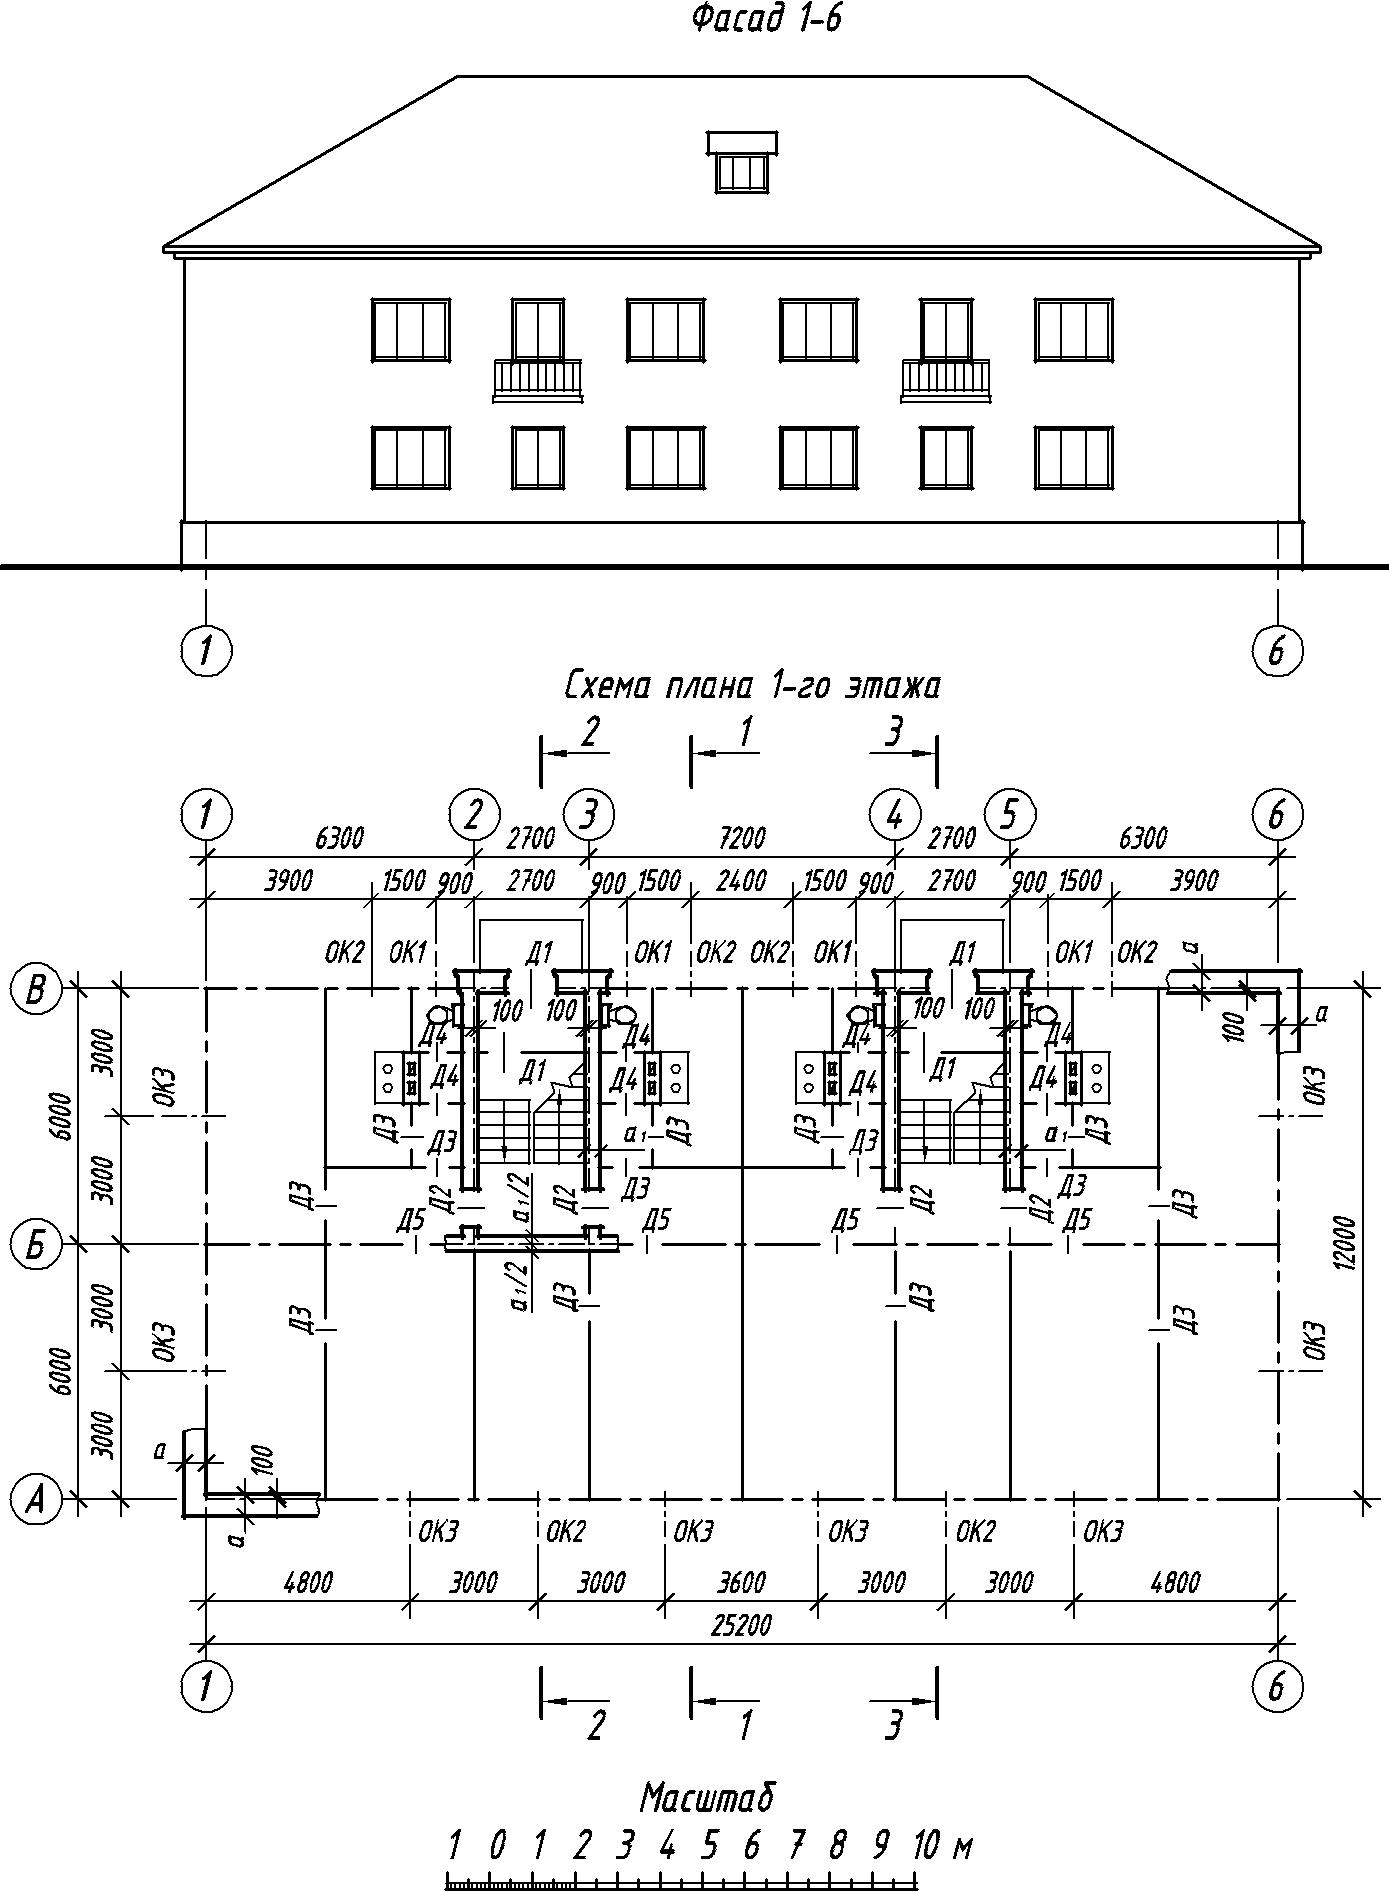 Фасад 1-6
1 6
Схема плана 1-го этажа
2 1 3
1 2 3 4 5 6
6300 2700 7200 2700 6300
3900 1500 900 2700 900 1500 2400 1500 900 2700 900 1500 3900
ОК2 ОК1 Д1 ОК1 ОК2 ОК2 ОК1 Д1 ОК1 ОК2 а
В
100 100 100 100 100 а
Д4 Д4 Д4 Д4
3000 ОК3 Д4 Д1 Д4 Д4 Д1 Д4 ОК3
6000
Д3 Д3 а₁ Д3 Д3 Д3 а₁ Д3
3000 Д3 Д2 а₁/2 Д2 Д3 Д2 Д2 Д3 Д3
Д5 Д5 Д5 Д5
Б
12000
3000 Д3 а₁/2 Д3 Д3 Д3
6000 ОК3 ОК3
3000 а 100
А
а
ОК3 ОК2 ОК3 ОК3 ОК2 ОК3
4800 3000 3000 3600 3000 3000 4800
25200
1 6
2 1 3
Масштаб
1 0 1 2 3 4 5 6 7 8 9 10 м